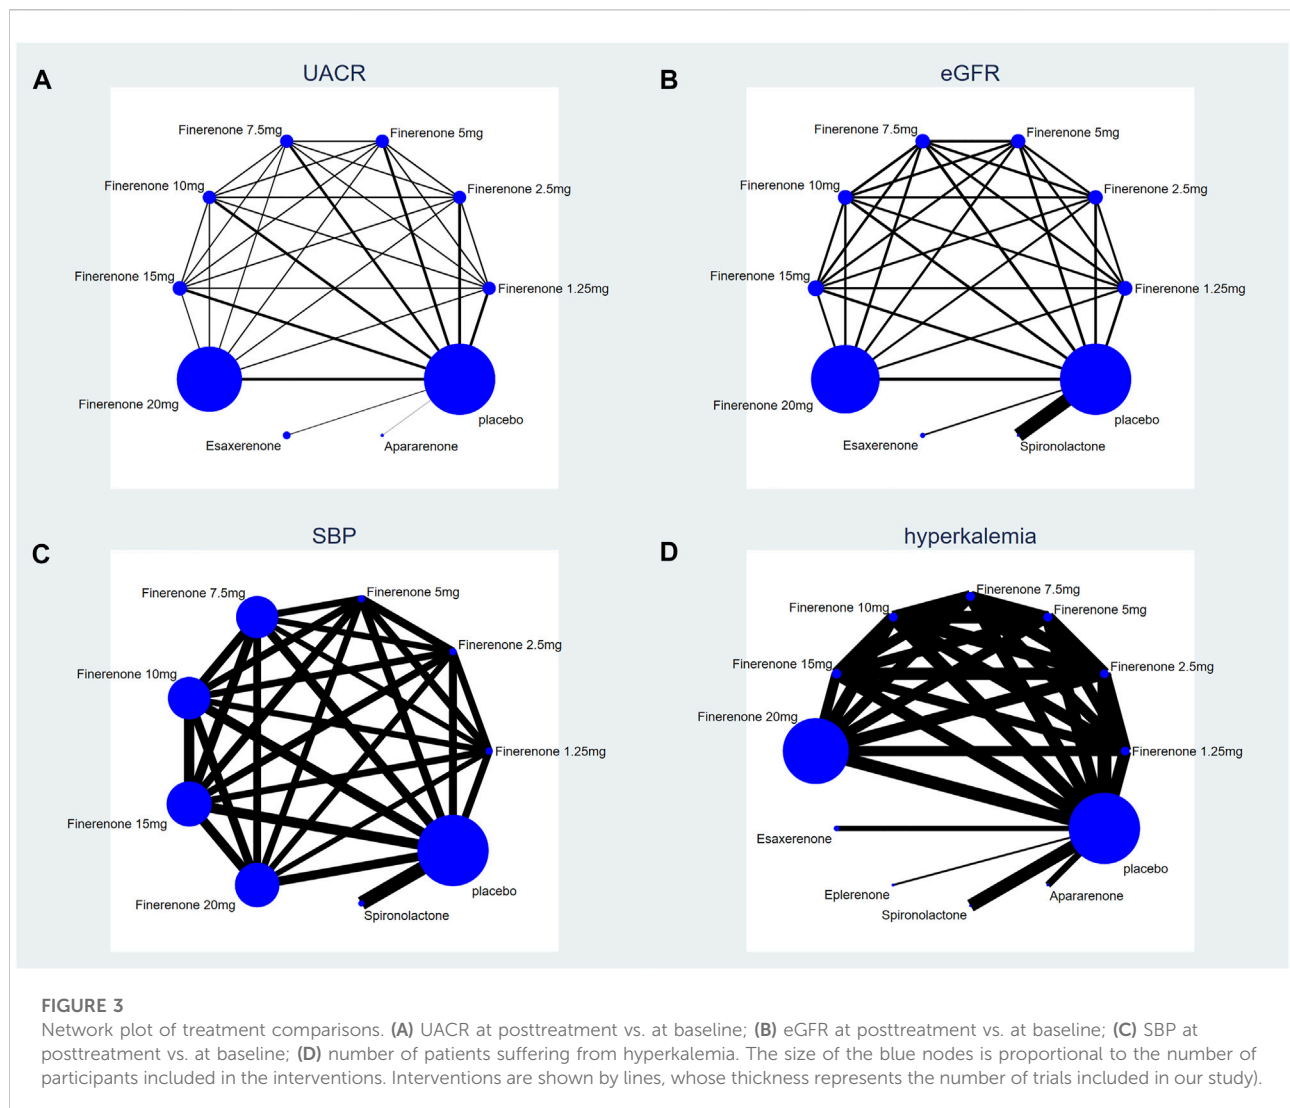 A
UACR
Finerenone 7.5mg
Finerenone 5mg
Finerenone 10mg
Finerenone 2.5mg
Finerenone 15mg
Finerenone 1.25mg
Finerenone 20mg
placebo
Esaxerenone
Apararenone
B
eGFR
Finerenone 7.5mg
Finerenone 5mg
Finerenone 10mg
Finerenone 2.5mg
Finerenone 15mg
Finerenone 1.25mg
Finerenone 20mg
placebo
Esaxerenone
Spironolactone
C
SBP
Finerenone 7.5mg
Finerenone 5mg
Finerenone 2.5mg
Finerenone 10mg
Finerenone 1.25mg
Finerenone 15mg
Finerenone 20mg
placebo
Spironolactone
D
hyperkalemia
Finerenone 7.5mg
Finerenone 10mg
Finerenone 5mg
Finerenone 15mg
Finerenone 2.5mg
Finerenone 20mg
Finerenone 1.25mg
Esaxerenone
placebo
Eplerenone
Apararenone
Spironolactone
FIGURE 3
Network plot of treatment comparisons. (A) UACR at posttreatment vs. at baseline; (B) eGFR at posttreatment vs. at baseline; (C) SBP at
posttreatment vs. at baseline; (D) number of patients suffering from hyperkalemia. The size of the blue nodes is proportional to the number of
participants included in the interventions. Interventions are shown by lines, whose thickness represents the number of trials included in our study).